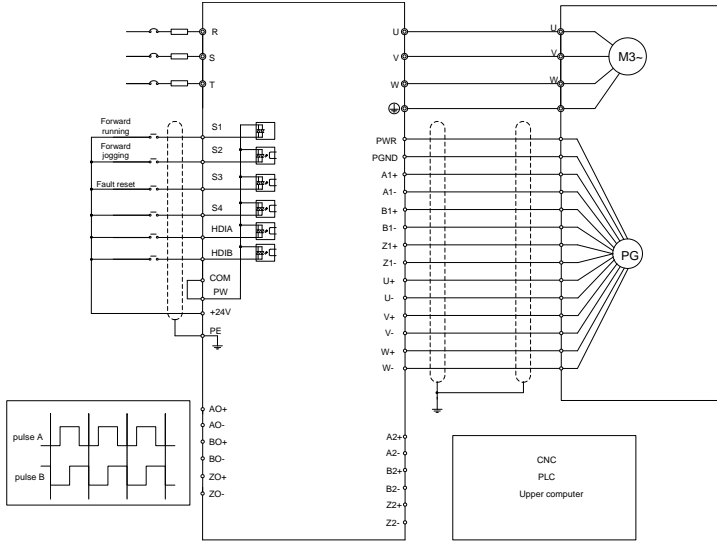 R
S
T
U
V
W
U
V
W
M3~
Forward
running
Forward
jogging
Fault reset
S1
S2
S3
S4
HDIA
HDIB
COM
PW
+24V
PE
PWR
PGND
A1+
A1-
B1+
B1-
Z1+
Z1-
U+
U-
V+
V-
W+
W-
PG
pulse A
pulse B
AO+
AO-
BO+
BO-
ZO+
ZO-
A2+
A2-
B2+
B2-
Z2+
Z2-
CNC
PLC
Upper computer